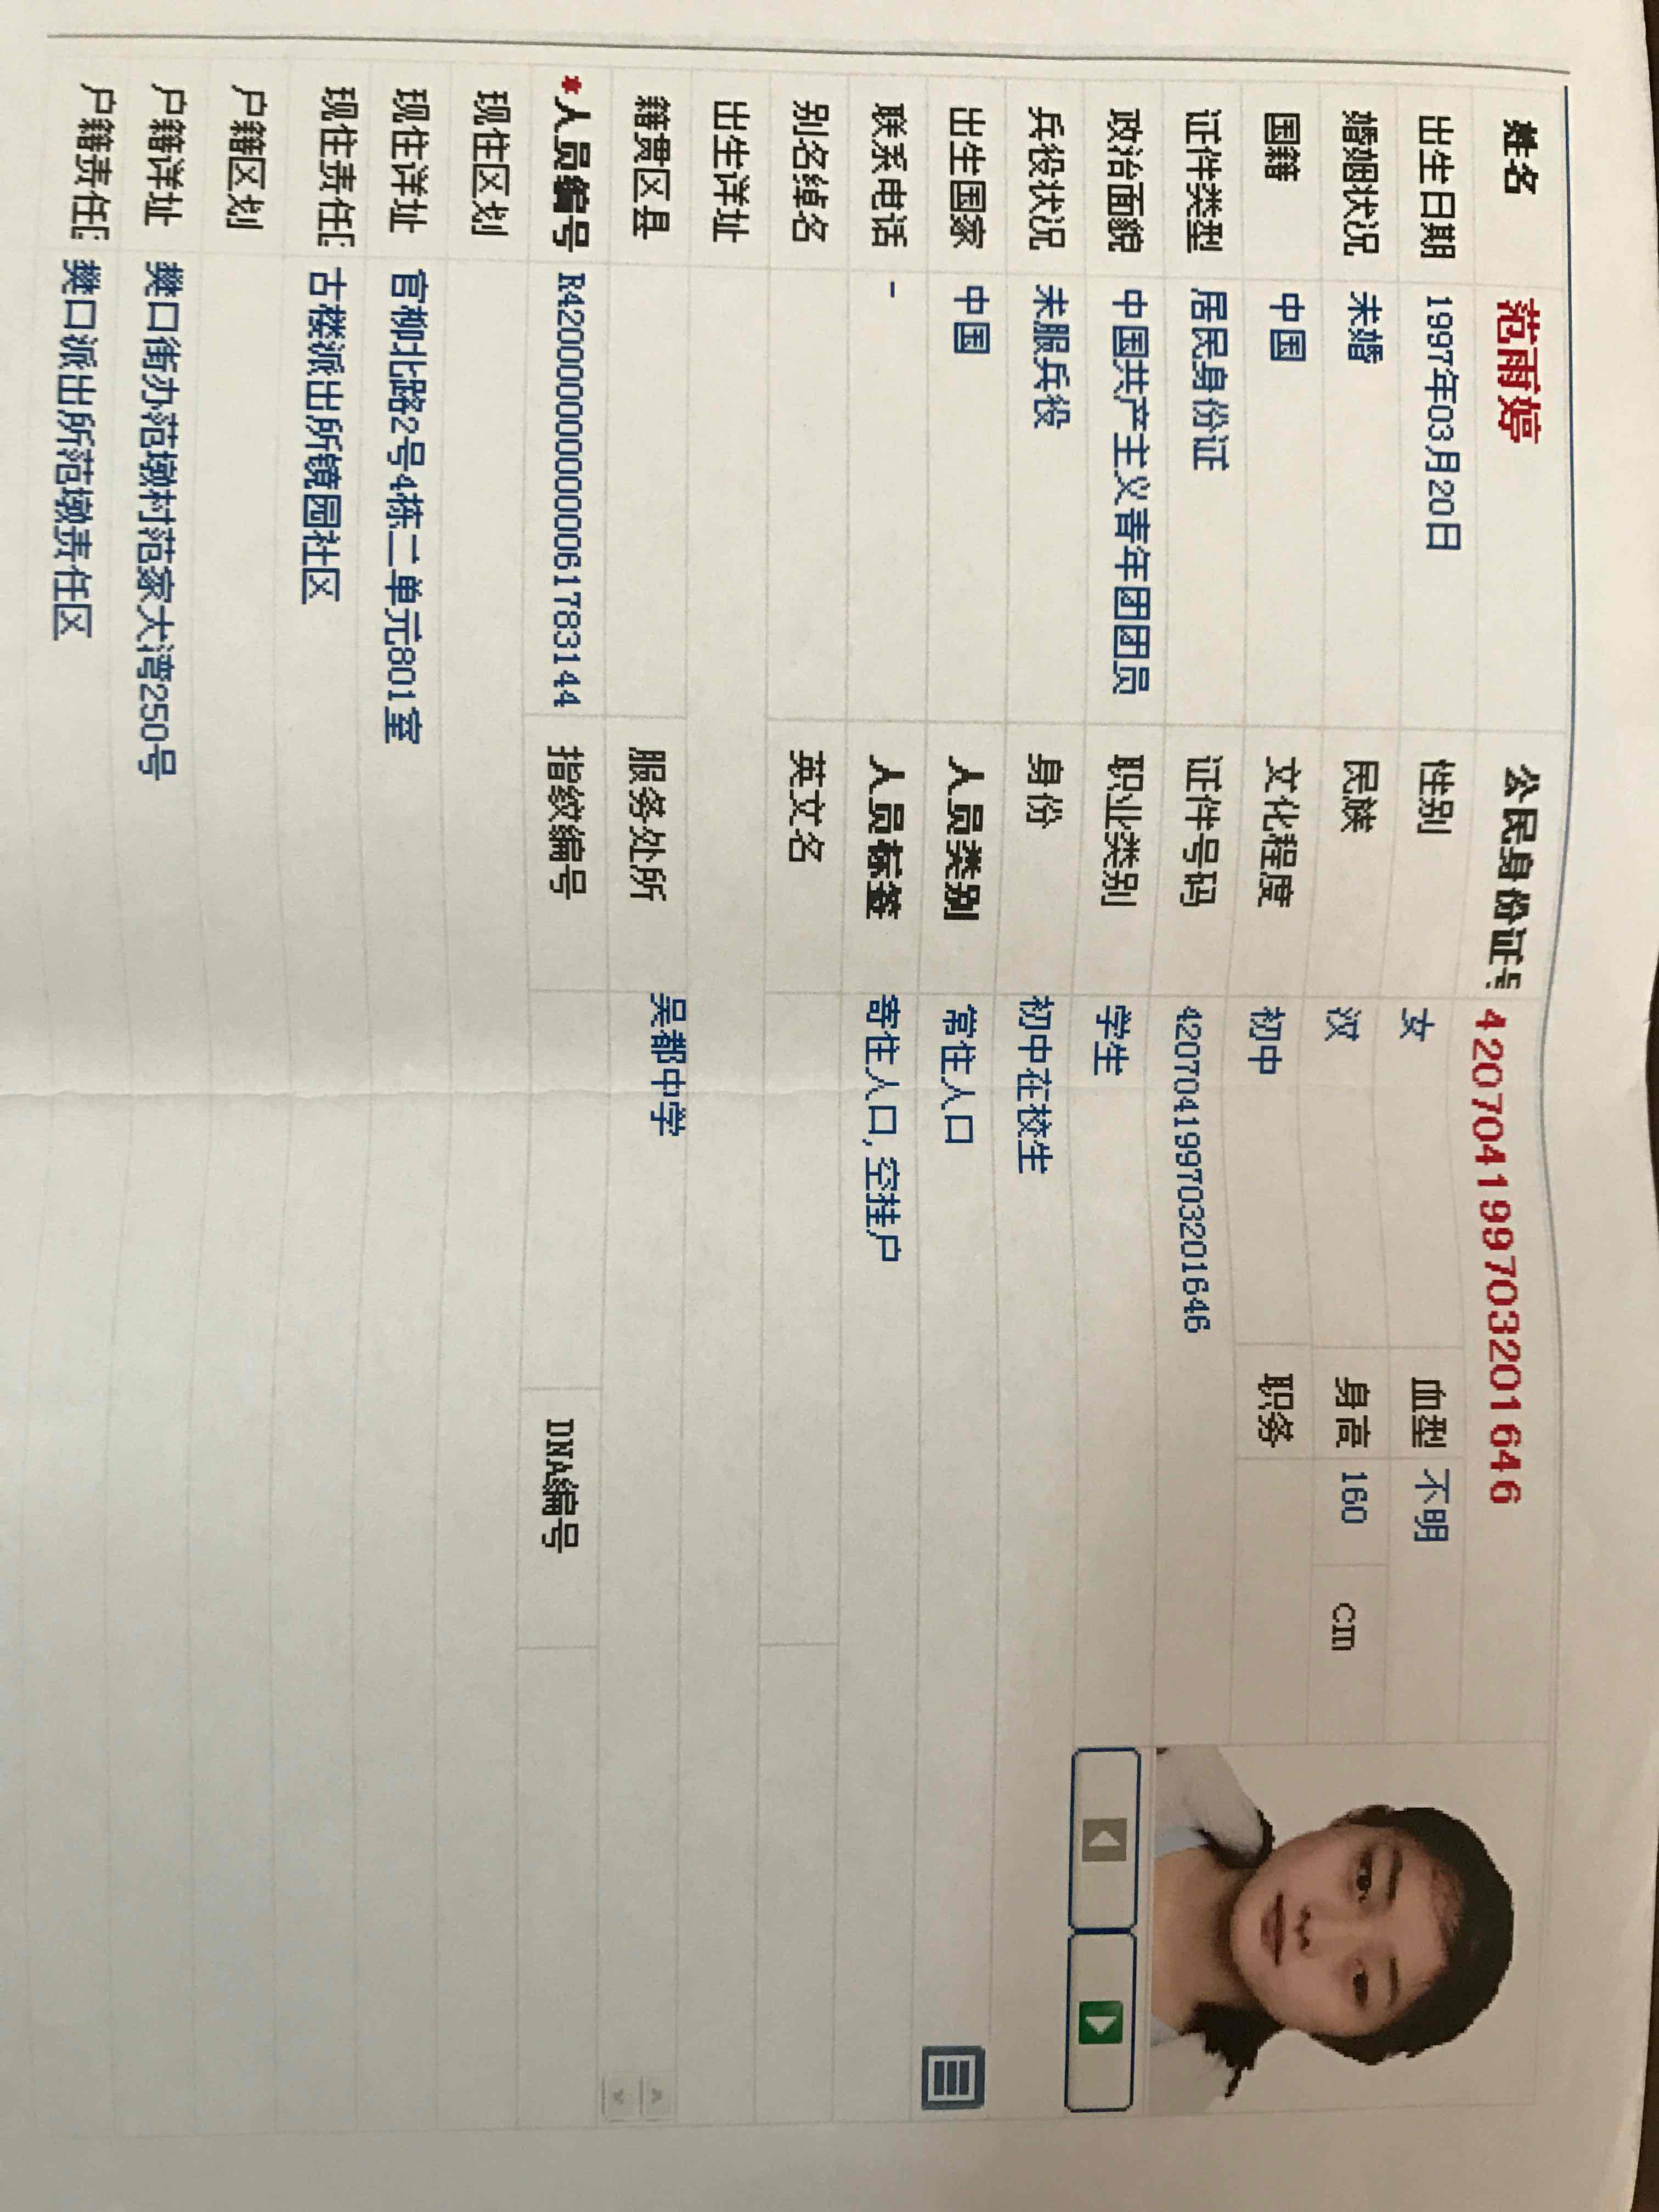 姓名 范雨婷 公民身份证号 420704199703201646
出生日期 1997年03月20日 性别 女 血型 不明
婚姻状况 未婚 民族 汉 身高 160 cm
国籍 中国 文化程度 初中 职务
证件类型 居民身份证 证件号码 420704199703201646
政治面貌 中国共产主义青年团团员 职业类别 学生
兵役状况 未服兵役 身份 初中在校生
出生国家 中国 人员类别 常住人口
联系电话 - 人员标签 寄住人口, 空挂户
别名绰名 英文名
出生详址
籍贯区县 服务处所 吴都中学
*人员编号 R42000000000000061783144 指纹编号 DNA编号
现住区划
现住详址 官柳北路2号4栋二单元801室
现住责任 古楼派出所镜园社区
户籍区划
户籍详址 樊口街办范墩村范家大湾250号
户籍责任 樊口派出所范墩责任区